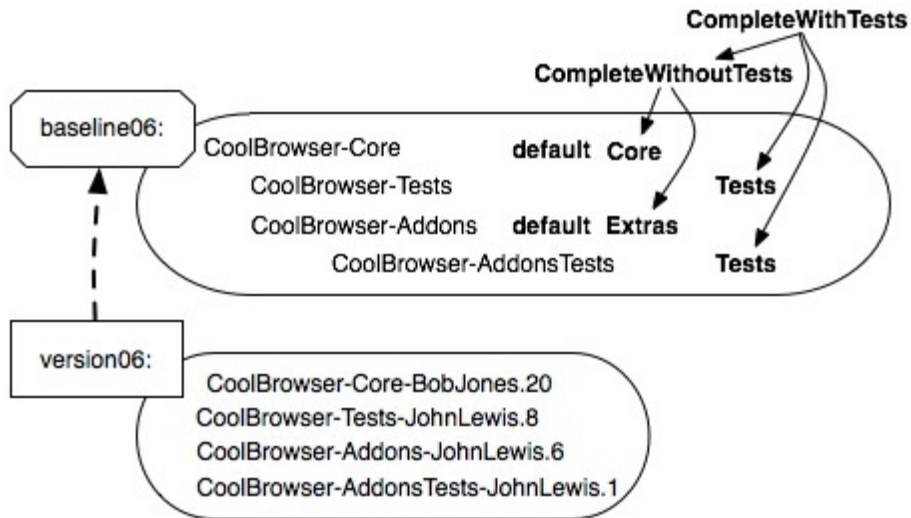 CompleteWithTests
CompleteWithoutTests
baseline06:
CoolBrowser-Core default Core
CoolBrowser-Tests Tests
CoolBrowser-Addons default Extras
CoolBrowser-AddonsTests Tests
version06:
CoolBrowser-Core-BobJones.20
CoolBrowser-Tests-JohnLewis.8
CoolBrowser-Addons-JohnLewis.6
CoolBrowser-AddonsTests-JohnLewis.1